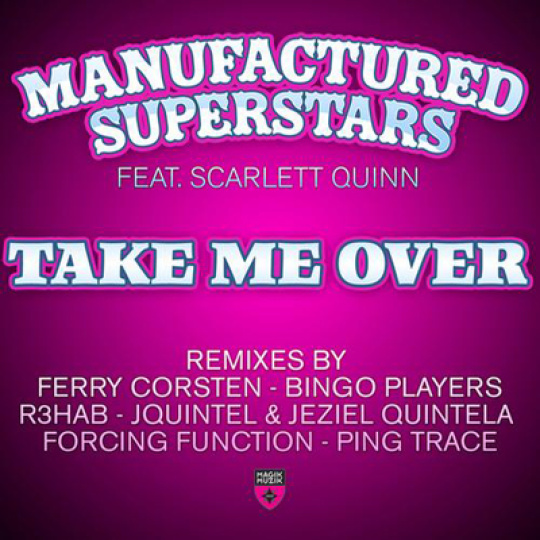 MANUFACTURED
SUPERSTARS
FEAT. SCARLETT QUINN
TAKE ME OVER
REMIXES BY
FERRY CORSTEN - BINGO PLAYERS
R3HAB - JQUINTEL & JEZIEL QUINTELA
FORCING FUNCTION - PING TRACE
MAGIK
MUZIK